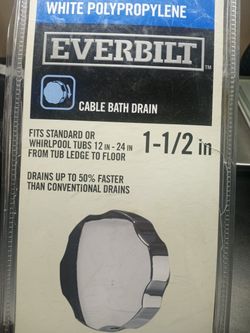 WHITE POLYPROPYLENE
EVERBILT™
CABLE BATH DRAIN
FITS STANDARD OR
WHIRLPOOL TUBS 12 IN - 24 IN
FROM TUB LEDGE TO FLOOR
1-1/2 in
DRAINS UP TO 50% FASTER
THAN CONVENTIONAL DRAINS